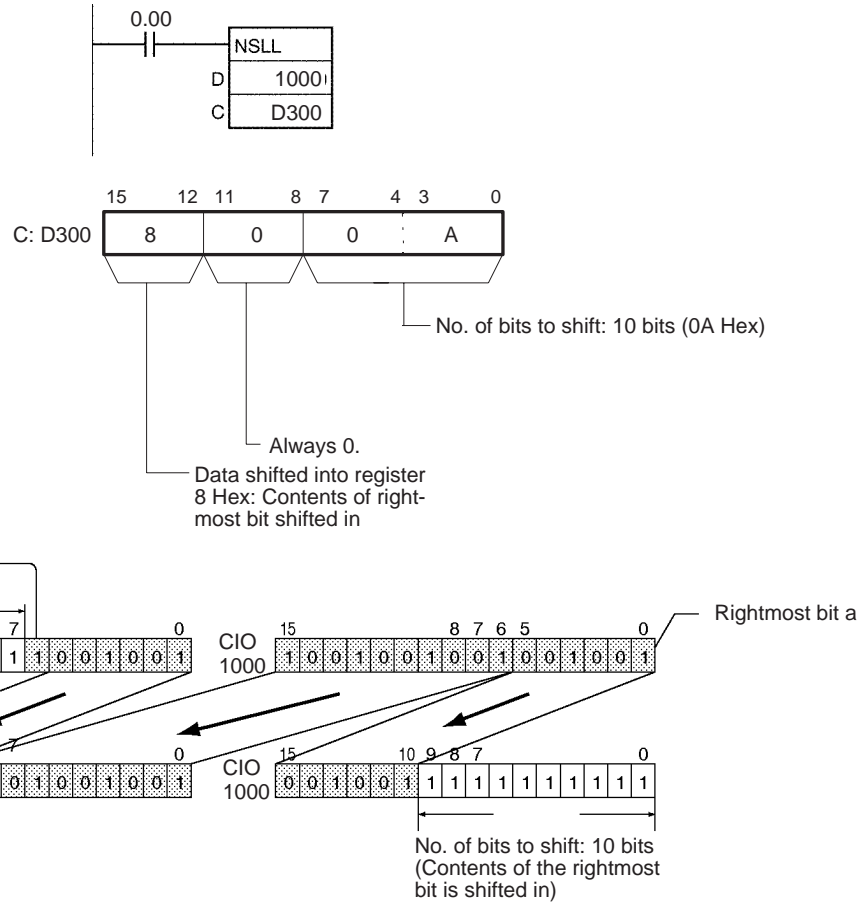 0.00
NSLL
D 1000
C D300
15 12 11 8 7 4 3 0
C: D300 8 0 0 A
No. of bits to shift: 10 bits (0A Hex)
Always 0.
Data shifted into register
8 Hex: Contents of right-
most bit shifted in
Rightmost bit a
7 0 15 8 7 6 5 0
1 1 0 0 1 0 0 1 CIO 1000 1 0 0 1 0 0 1 0 0 1 0 0 1 0 0 1
7 0 15 10 9 8 7 0
0 1 0 0 1 0 0 1 CIO 1000 0 0 1 0 0 1 1 1 1 1 1 1 1 1 1 1
No. of bits to shift: 10 bits
(Contents of the rightmost
bit is shifted in)